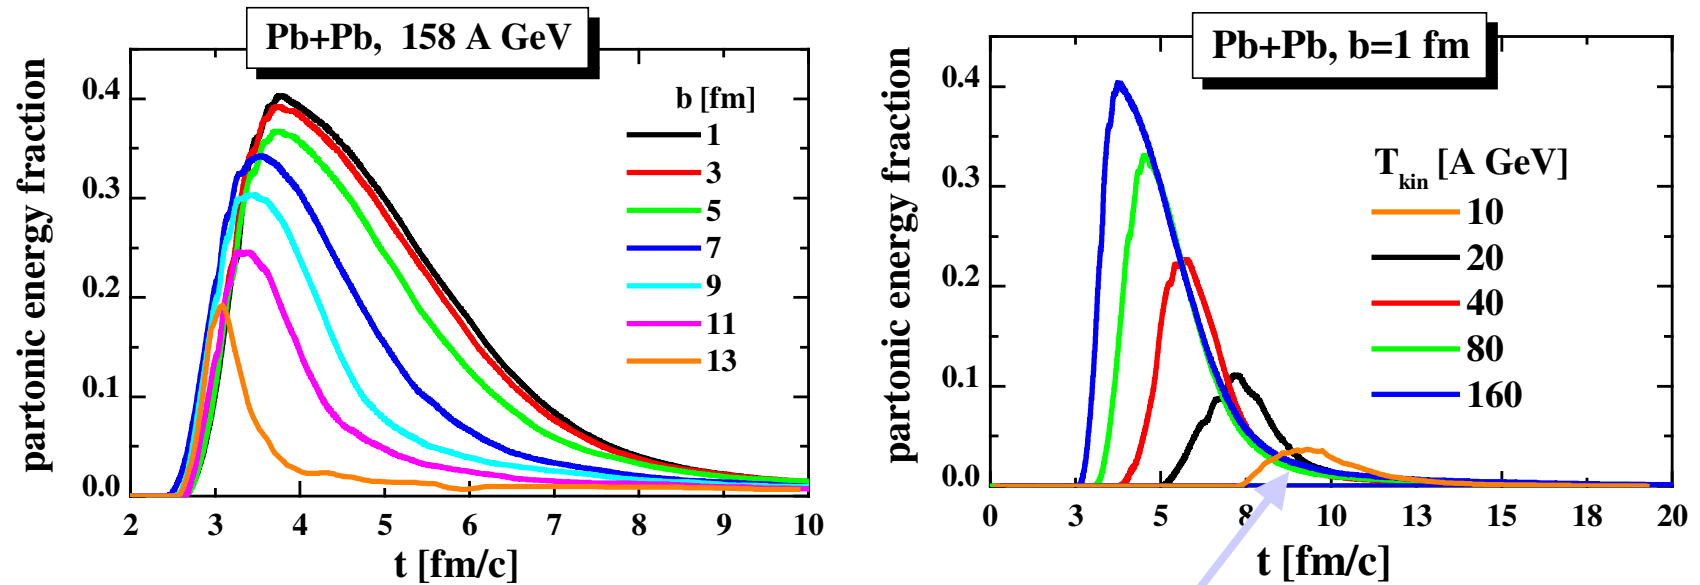 Pb+Pb, 158 A GeV
partonic energy fraction
0.4
0.3
0.2
0.1
0.0
b [fm]
1
3
5
7
9
11
13
2 3 4 5 6 7 8 9 10
t [fm/c]
Pb+Pb, b=1 fm
partonic energy fraction
0.4
0.3
0.2
0.1
0.0
Tkin [A GeV]
10
20
40
80
160
0 3 5 8 10 13 15 18 20
t [fm/c]